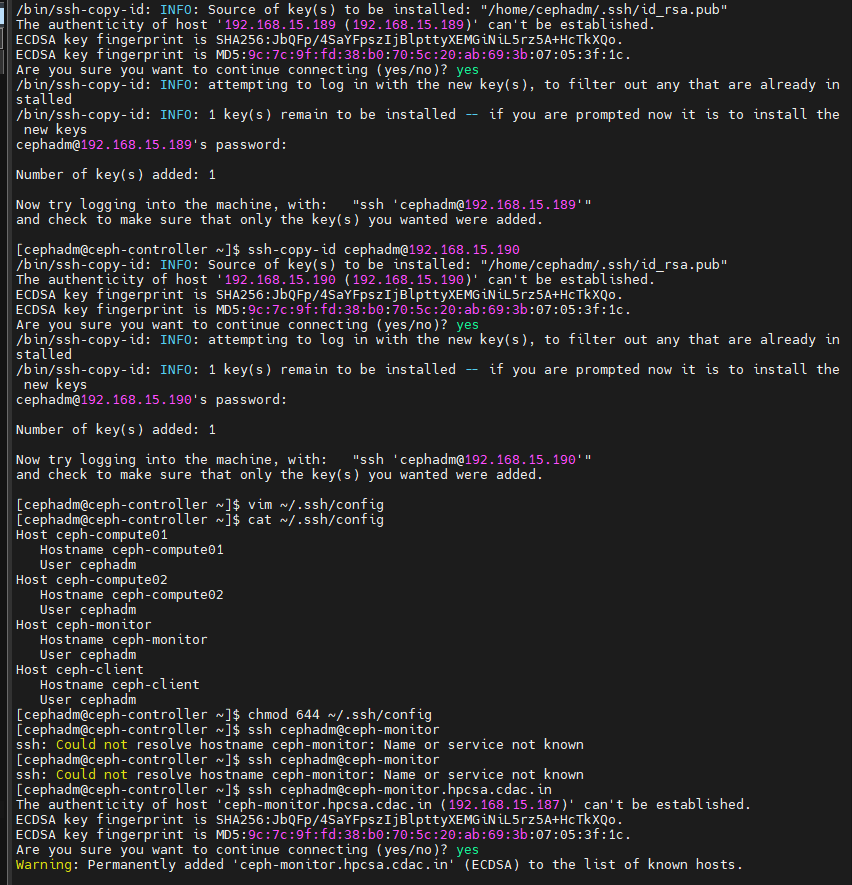 /bin/ssh-copy-id: INFO: Source of key(s) to be installed: "/home/cephadm/.ssh/id_rsa.pub"
The authenticity of host '192.168.15.189 (192.168.15.189)' can't be established.
ECDSA key fingerprint is SHA256:JbQFp/4SaYFpszIjBlpttyXEMGiNiL5rz5A+HcTkXQo.
ECDSA key fingerprint is MD5:9c:7c:9f:fd:38:b0:70:5c:20:ab:69:3b:07:05:3f:1c.
Are you sure you want to continue connecting (yes/no)? yes
/bin/ssh-copy-id: INFO: attempting to log in with the new key(s), to filter out any that are already in
stalled
/bin/ssh-copy-id: INFO: 1 key(s) remain to be installed -- if you are prompted now it is to install the
 new keys
cephadm@192.168.15.189's password:

Number of key(s) added: 1

Now try logging into the machine, with:   "ssh 'cephadm@192.168.15.189'"
and check to make sure that only the key(s) you wanted were added.

[cephadm@ceph-controller ~]$ ssh-copy-id cephadm@192.168.15.190
/bin/ssh-copy-id: INFO: Source of key(s) to be installed: "/home/cephadm/.ssh/id_rsa.pub"
The authenticity of host '192.168.15.190 (192.168.15.190)' can't be established.
ECDSA key fingerprint is SHA256:JbQFp/4SaYFpszIjBlpttyXEMGiNiL5rz5A+HcTkXQo.
ECDSA key fingerprint is MD5:9c:7c:9f:fd:38:b0:70:5c:20:ab:69:3b:07:05:3f:1c.
Are you sure you want to continue connecting (yes/no)? yes
/bin/ssh-copy-id: INFO: attempting to log in with the new key(s), to filter out any that are already in
stalled
/bin/ssh-copy-id: INFO: 1 key(s) remain to be installed -- if you are prompted now it is to install the
 new keys
cephadm@192.168.15.190's password:

Number of key(s) added: 1

Now try logging into the machine, with:   "ssh 'cephadm@192.168.15.190'"
and check to make sure that only the key(s) you wanted were added.

[cephadm@ceph-controller ~]$ vim ~/.ssh/config
[cephadm@ceph-controller ~]$ cat ~/.ssh/config
Host ceph-compute01
   Hostname ceph-compute01
   User cephadm
Host ceph-compute02
   Hostname ceph-compute02
   User cephadm
Host ceph-monitor
   Hostname ceph-monitor
   User cephadm
Host ceph-client
   Hostname ceph-client
   User cephadm
[cephadm@ceph-controller ~]$ chmod 644 ~/.ssh/config
[cephadm@ceph-controller ~]$ ssh cephadm@ceph-monitor
ssh: Could not resolve hostname ceph-monitor: Name or service not known
[cephadm@ceph-controller ~]$ ssh cephadm@ceph-monitor
ssh: Could not resolve hostname ceph-monitor: Name or service not known
[cephadm@ceph-controller ~]$ ssh cephadm@ceph-monitor.hpcsa.cdac.in
The authenticity of host 'ceph-monitor.hpcsa.cdac.in (192.168.15.187)' can't be established.
ECDSA key fingerprint is SHA256:JbQFp/4SaYFpszIjBlpttyXEMGiNiL5rz5A+HcTkXQo.
ECDSA key fingerprint is MD5:9c:7c:9f:fd:38:b0:70:5c:20:ab:69:3b:07:05:3f:1c.
Are you sure you want to continue connecting (yes/no)? yes
Warning: Permanently added 'ceph-monitor.hpcsa.cdac.in' (ECDSA) to the list of known hosts.